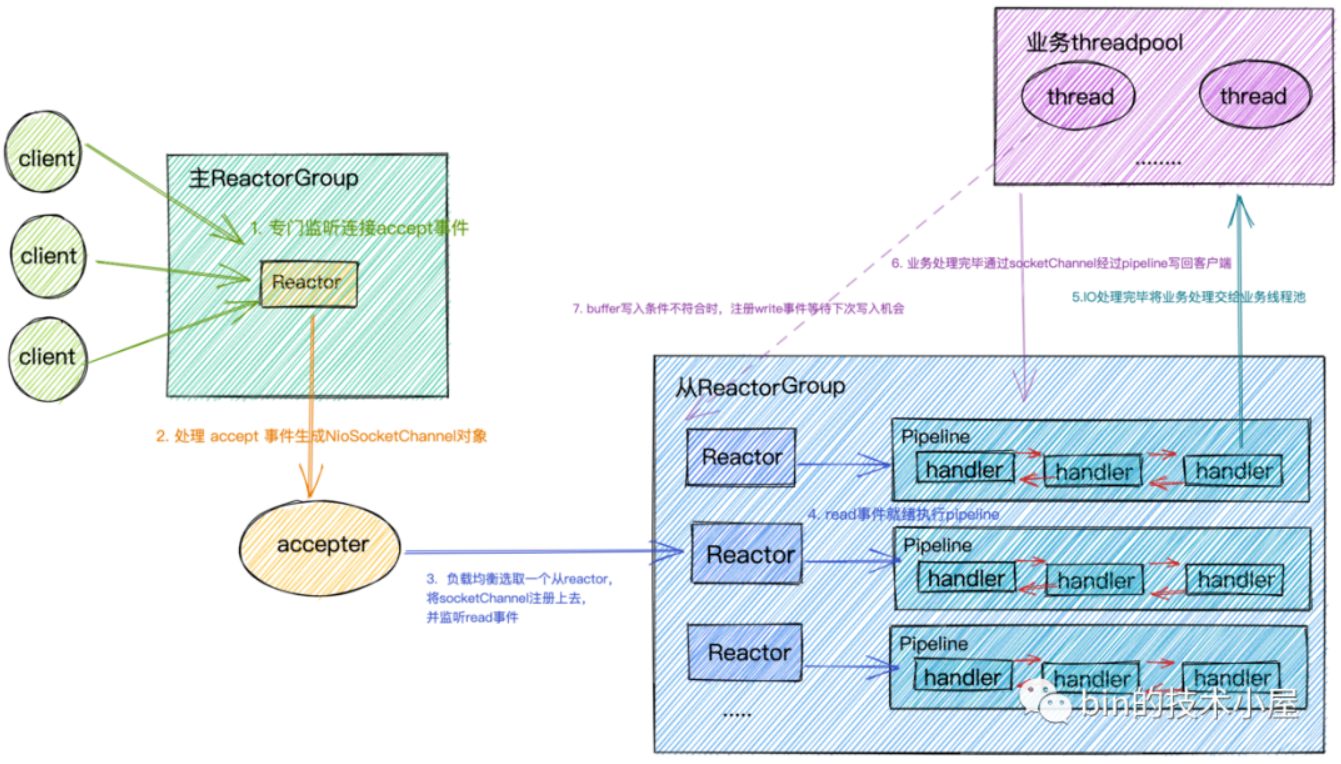 业务threadpool
thread
thread
........
client
client
client
主ReactorGroup
1. 专门监听连接accept事件
Reactor
6. 业务处理完毕通过socketChannel经过pipeline写回客户端
5.IO处理完毕将业务处理交给业务线程池
7. buffer写入条件不符合时，注册write事件等待下次写入机会
2. 处理 accept 事件生成NioSocketChannel对象
accepter
3. 负载均衡选取一个从reactor，
将socketChannel注册上去，
并监听read事件
从ReactorGroup
Reactor
Pipeline
handler
handler
handler
4. read事件就绪执行pipeline
Reactor
Pipeline
handler
handler
handler
Reactor
Pipeline
handler
handler
handler
.....
bin的技术小屋